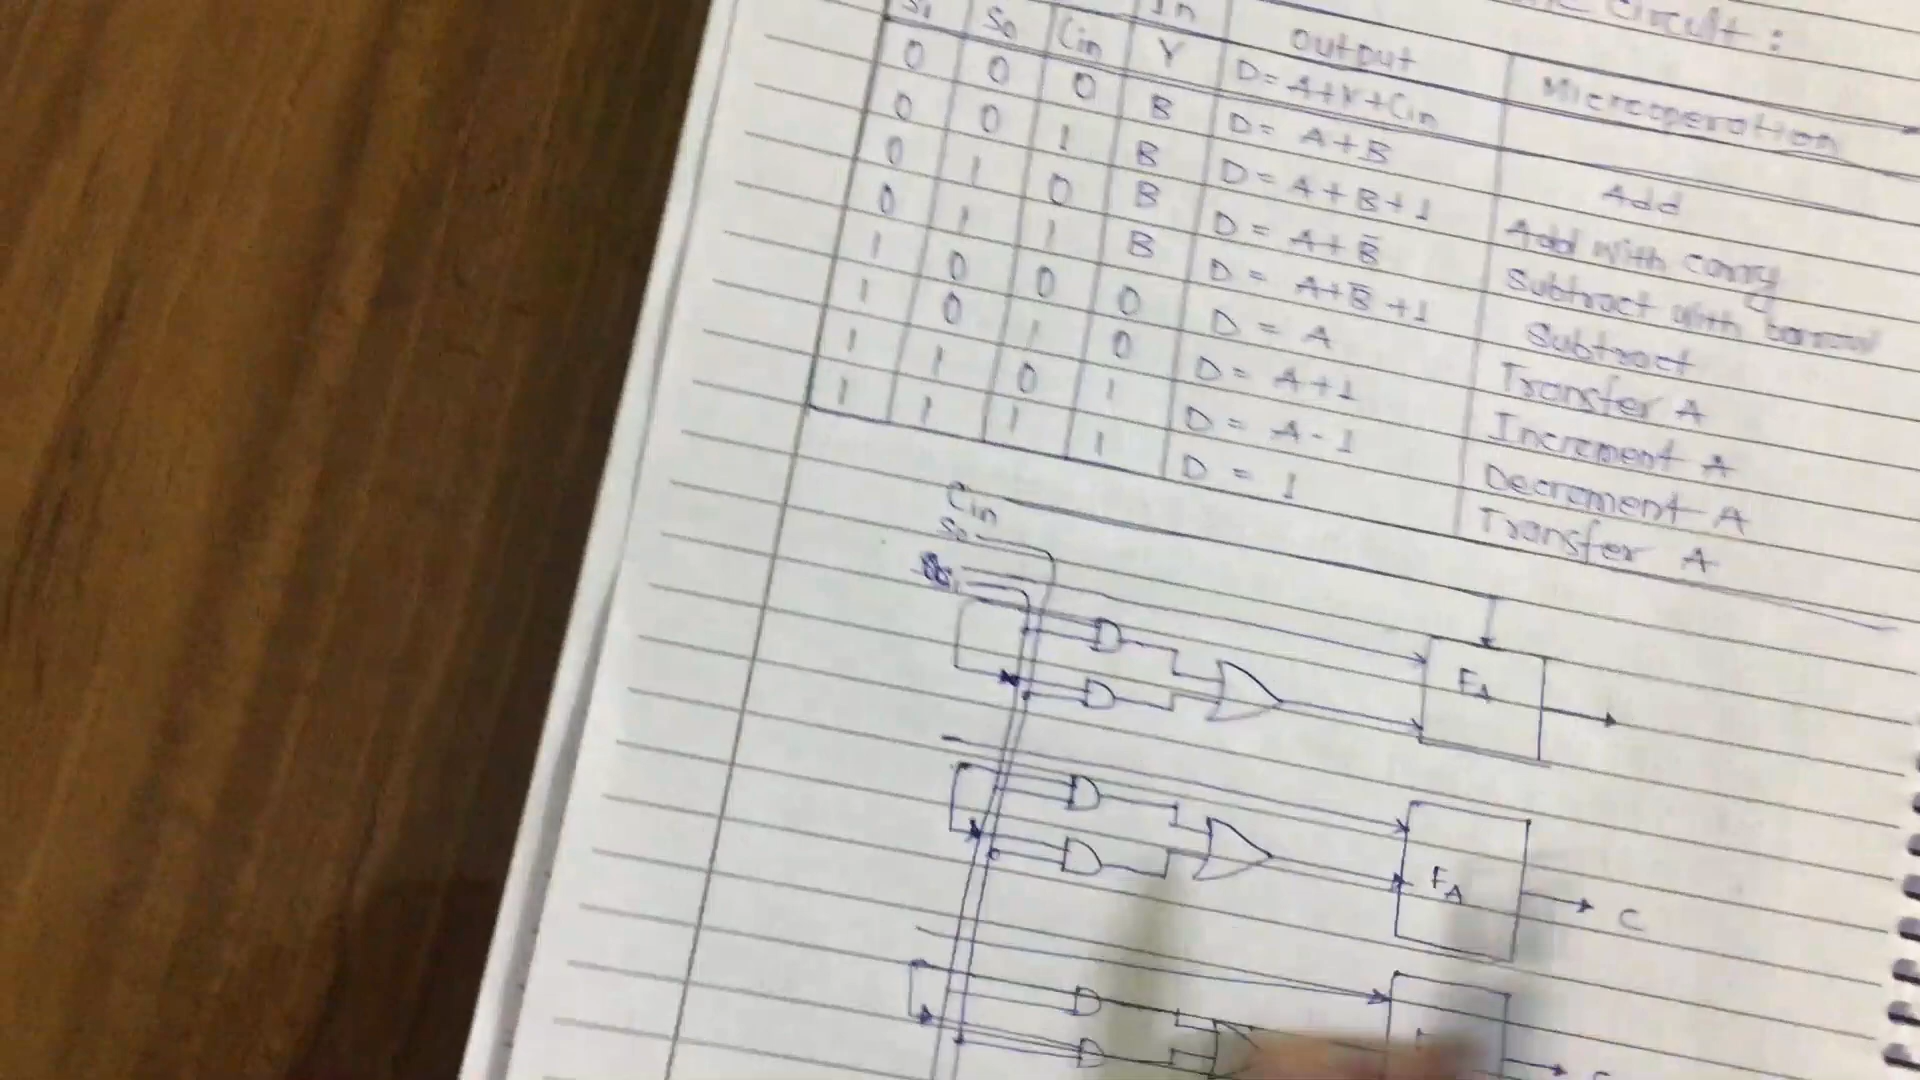 Circuit :
S1 S0 Cin In Y Output D = A+Y+Cin Microoperation
0 0 0 B D = A+B Add
0 0 1 B D = A+B+1 Add with carry
0 1 0 B D = A+B̅ Subtract with borrow
0 1 1 B D = A+B̅+1 Subtract
1 0 0 0 D = A Transfer A
1 0 1 0 D = A+1 Increment A
1 1 0 1 D = A-1 Decrement A
1 1 1 1 D = 1 Transfer A
Cin
S0
FA
FA
C